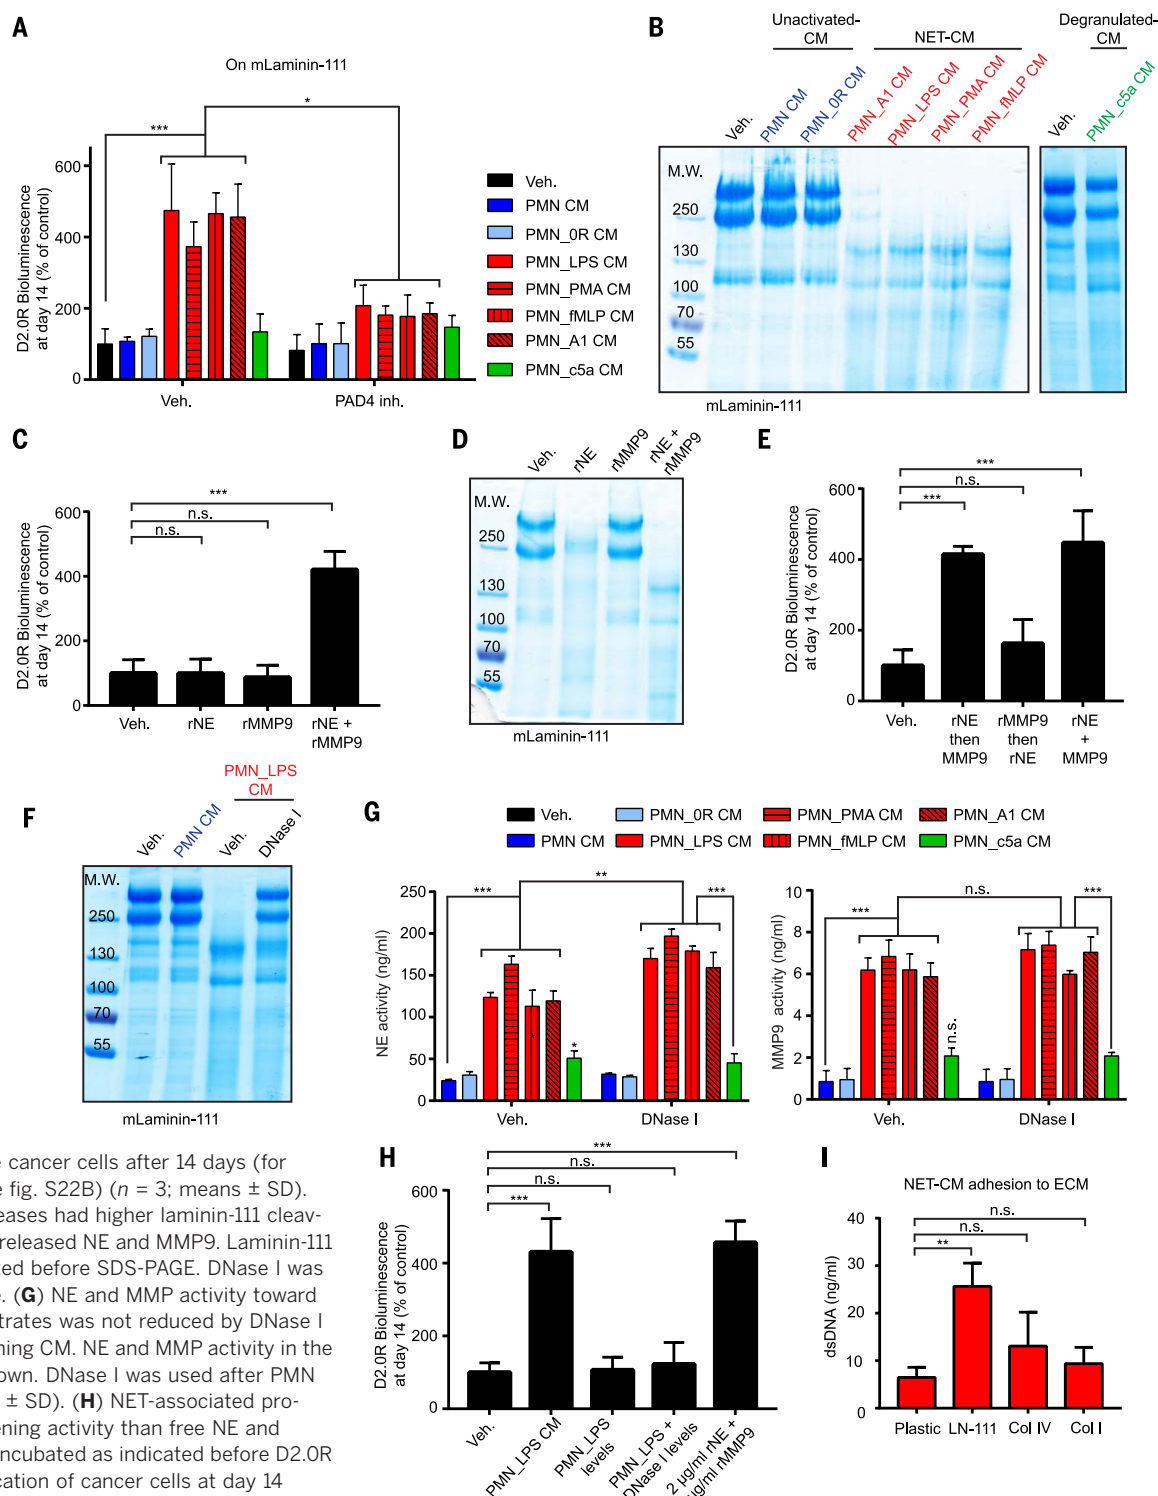 A
On mLaminin-111
***
*
D2.0R Bioluminescence
at day 14 (% of control)
600
400
200
0
Veh.
PAD4 inh.
Veh.
PMN CM
PMN_0R CM
PMN_LPS CM
PMN_PMA CM
PMN_fMLP CM
PMN_A1 CM
PMN_c5a CM
B
Unactivated-
CM
NET-CM
Degranulated-
CM
Veh.
PMN CM
PMN_0R CM
PMN_A1 CM
PMN_LPS CM
PMN_PMA CM
PMN_fMLP CM
Veh.
PMN_c5a CM
M.W.
250
130
100
70
55
mLaminin-111
C
***
n.s.
n.s.
D2.0R Bioluminescence
at day 14 (% of control)
600
400
200
0
Veh.
rNE
rMMP9
rNE +
rMMP9
D
Veh.
rNE
rMMP9
rNE +
rMMP9
M.W.
250
130
100
70
55
mLaminin-111
E
***
n.s.
***
D2.0R Bioluminescence
at day 14 (% of control)
600
400
200
0
Veh.
rNE
then
MMP9
rMMP9
then
rNE
rNE
+
MMP9
F
PMN_LPS
CM
Veh.
PMN CM
Veh.
DNase I
M.W.
250
130
100
70
55
mLaminin-111
G
Veh.
PMN_0R CM
PMN_PMA CM
PMN_A1 CM
PMN CM
PMN_LPS CM
PMN_fMLP CM
PMN_c5a CM
NE activity (ng/ml)
250
200
150
100
50
0
***
**
***
*
*
Veh.
DNase I
MMP9 activity (ng/ml)
10
8
6
4
2
0
***
n.s.
***
n.s.
Veh.
DNase I
e cancer cells after 14 days (for
e fig. S22B) (n = 3; means ± SD).
eases had higher laminin-111 cleav-
released NE and MMP9. Laminin-111
ted before SDS-PAGE. DNase I was
e. (G) NE and MMP activity toward
trates was not reduced by DNase I
ning CM. NE and MMP activity in the
own. DNase I was used after PMN
± SD). (H) NET-associated pro-
ening activity than free NE and
incubated as indicated before D2.0R
ication of cancer cells at day 14
H
***
n.s.
n.s.
***
D2.0R Bioluminescence
at day 14 (% of control)
600
400
200
0
Veh.
PMN_LPS CM
PMN_LPS
levels
PMN_LPS +
DNase I levels
2 µg/ml rNE +
µg/ml rMMP9
I
NET-CM adhesion to ECM
n.s.
n.s.
**
dsDNA (ng/ml)
40
30
20
10
0
Plastic
LN-111
Col IV
Col I